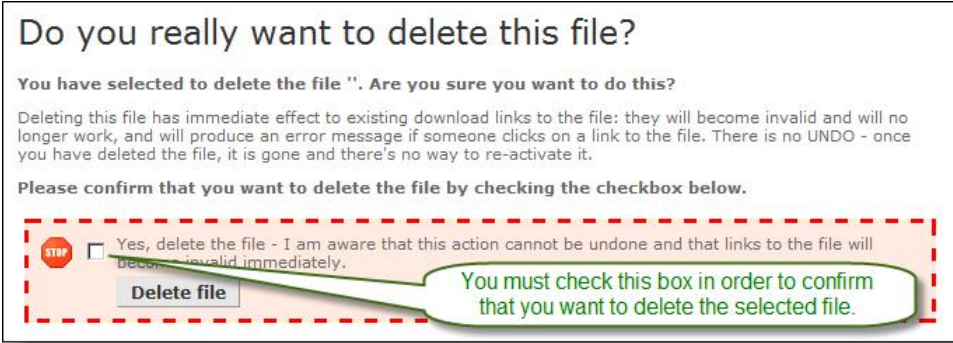 Do you really want to delete this file?
You have selected to delete the file ''. Are you sure you want to do this?
Deleting this file has immediate effect to existing download links to the file: they will become invalid and will no
longer work, and will produce an error message if someone clicks on a link to the file. There is no UNDO - once
you have deleted the file, it is gone and there's no way to re-activate it.
Please confirm that you want to delete the file by checking the checkbox below.
STOP
Yes, delete the file - I am aware that this action cannot be undone and that links to the file will
become invalid immediately.
Delete file
You must check this box in order to confirm
that you want to delete the selected file.